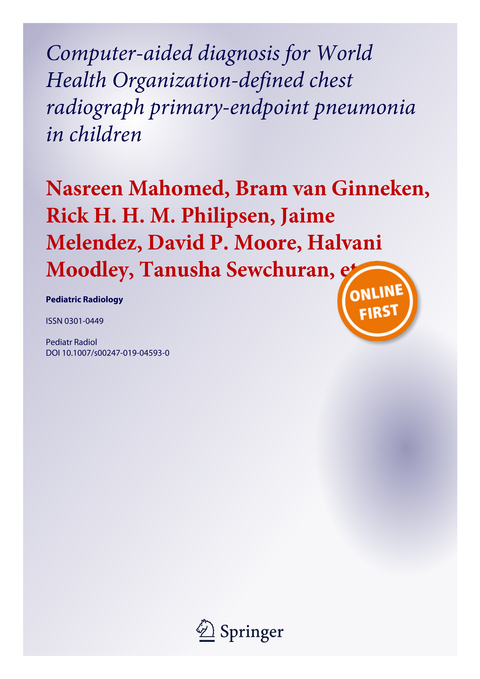 Computer-aided diagnosis for World
Health Organization-defined chest
radiograph primary-endpoint pneumonia
in children
Nasreen Mahomed, Bram van Ginneken,
Rick H. H. M. Philipsen, Jaime
Melendez, David P. Moore, Halvani
Moodley, Tanusha Sewchuran, et
ONLINE
FIRST
Pediatric Radiology
ISSN 0301-0449
Pediatr Radiol
DOI 10.1007/s00247-019-04593-0
Springer